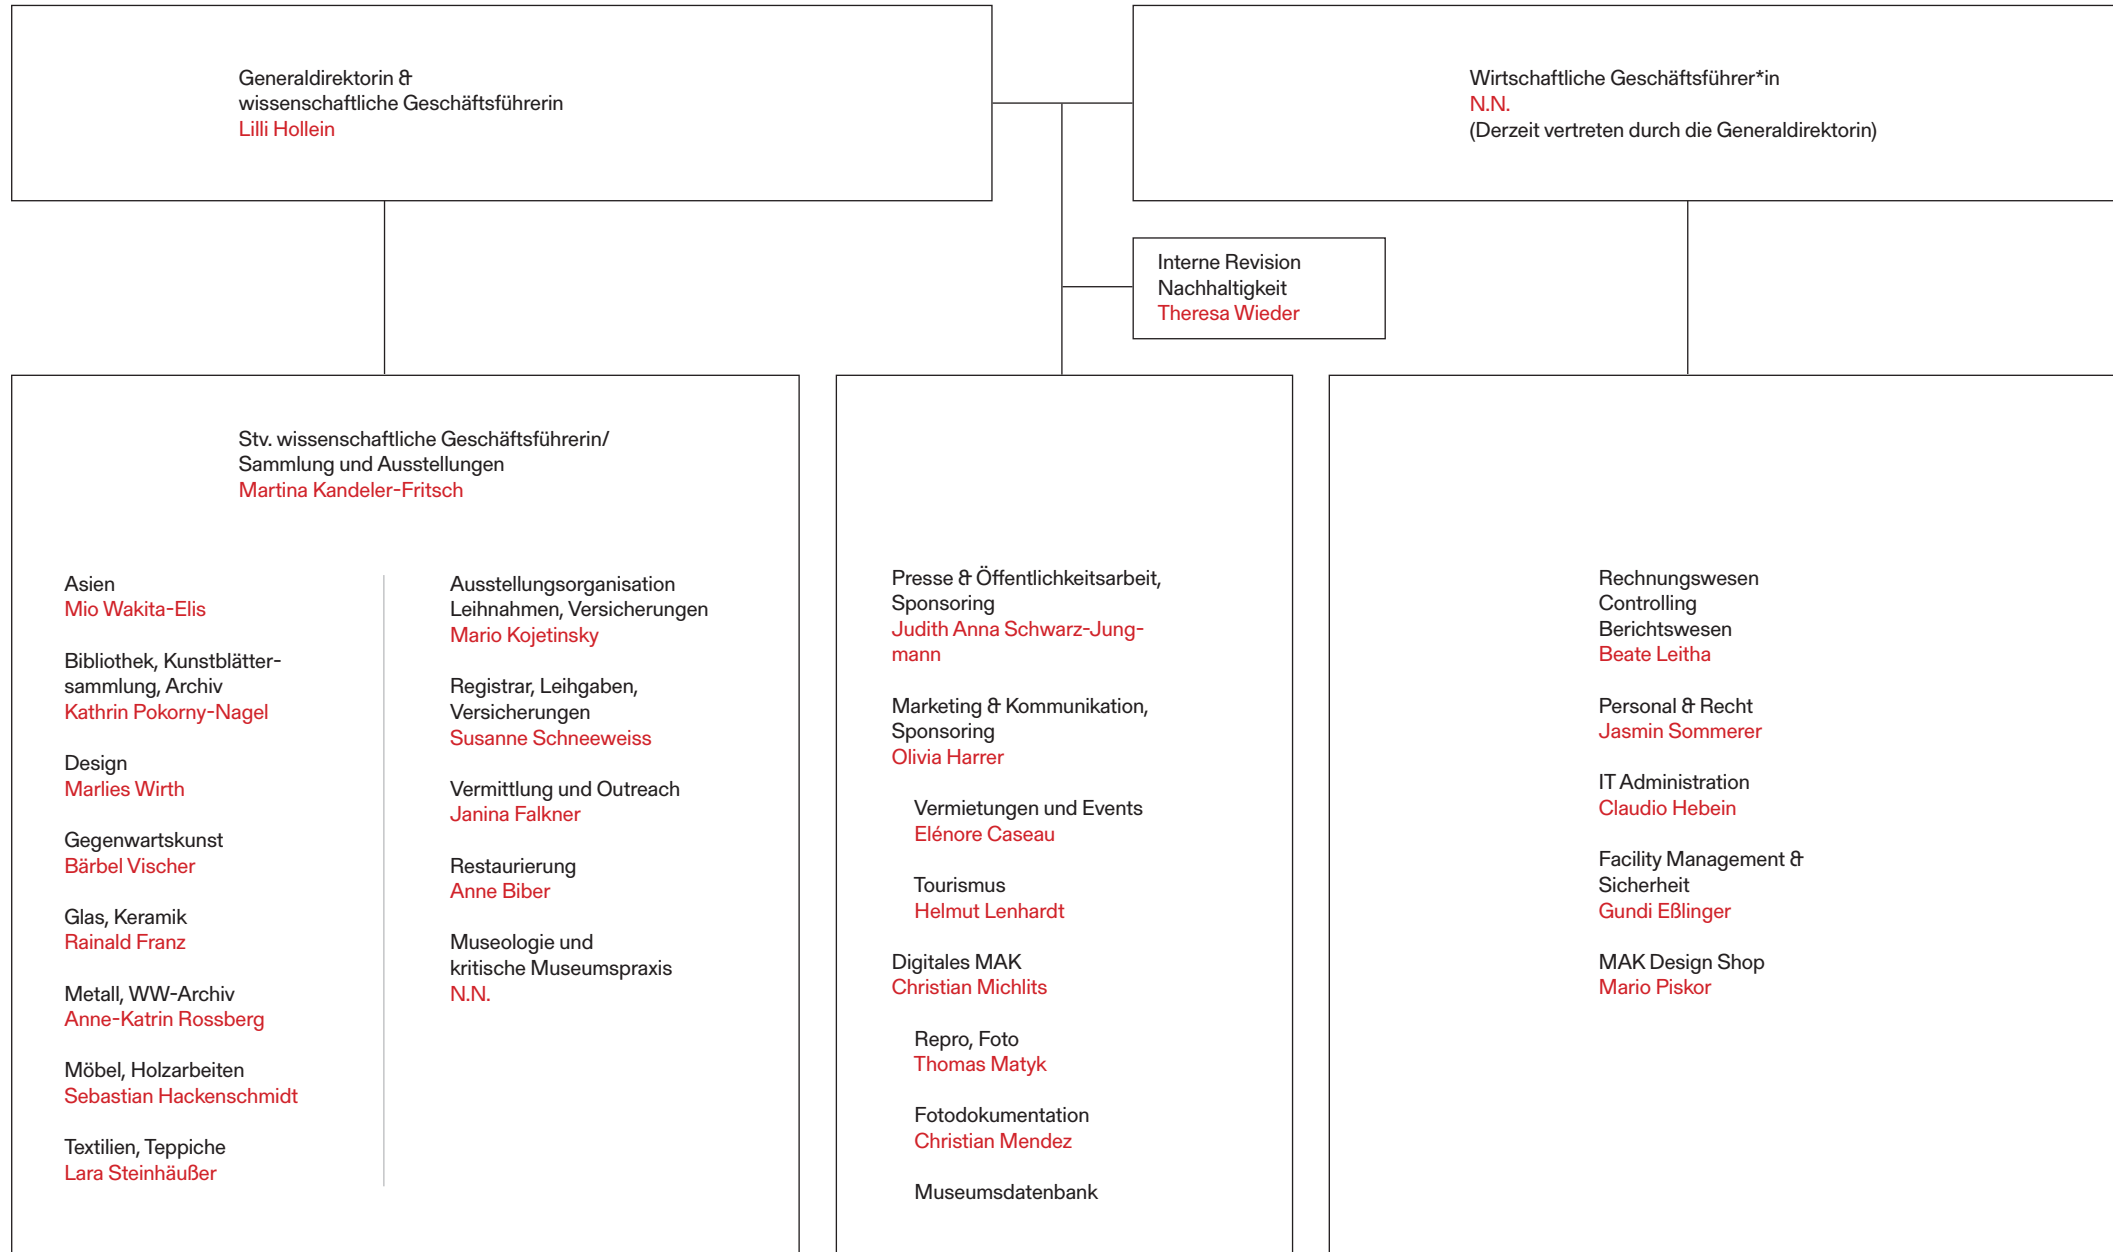 Generaldirektorin &
wissenschaftliche Geschäftsführerin
Lilli Hollein
Wirtschaftliche Geschäftsführer*in
N.N.
(Derzeit vertreten durch die Generaldirektorin)
Interne Revision
Nachhaltigkeit
Theresa Wieder
Stv. wissenschaftliche Geschäftsführerin/
Sammlung und Ausstellungen
Martina Kandeler-Fritsch
Asien
Mio Wakita-Elis
Bibliothek, Kunstblätter-
sammlung, Archiv
Kathrin Pokorny-Nagel
Design
Marlies Wirth
Gegenwartskunst
Bärbel Vischer
Glas, Keramik
Rainald Franz
Metall, WW-Archiv
Anne-Katrin Rossberg
Möbel, Holzarbeiten
Sebastian Hackenschmidt
Textilien, Teppiche
Lara Steinhäußer
Ausstellungsorganisation
Leihnahmen, Versicherungen
Mario Kojetinsky
Registrar, Leihgaben,
Versicherungen
Susanne Schneeweiss
Vermittlung und Outreach
Janina Falkner
Restaurierung
Anne Biber
Museologie und
kritische Museumspraxis
N.N.
Presse & Öffentlichkeitsarbeit,
Sponsoring
Judith Anna Schwarz-Jung-
mann
Marketing & Kommunikation,
Sponsoring
Olivia Harrer
Vermietungen und Events
Elénore Caseau
Tourismus
Helmut Lenhardt
Digitales MAK
Christian Michlits
Repro, Foto
Thomas Matyk
Fotodokumentation
Christian Mendez
Museumsdatenbank
Rechnungswesen
Controlling
Berichtswesen
Beate Leitha
Personal & Recht
Jasmin Sommerer
IT Administration
Claudio Hebein
Facility Management &
Sicherheit
Gundi Eßlinger
MAK Design Shop
Mario Piskor